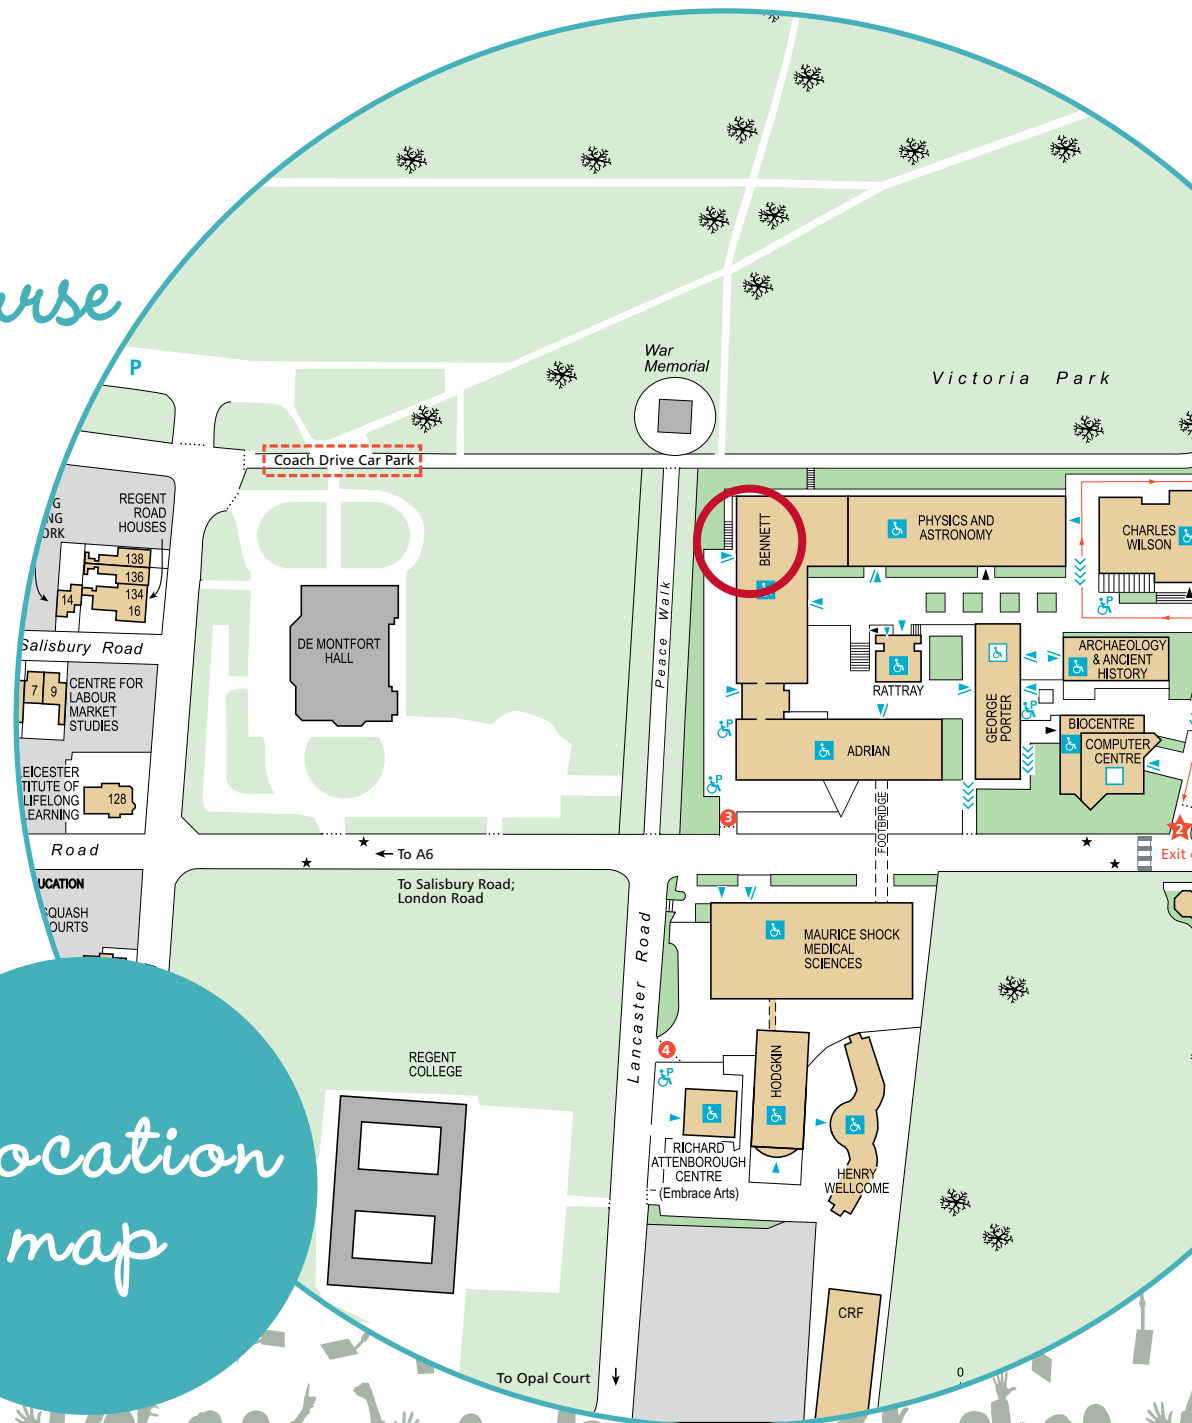 P
War
Memorial
Victoria Park
Coach Drive Car Park
REGENT
ROAD
HOUSES
138
136
134
14
16
Salisbury Road
7
9
CENTRE FOR
LABOUR
MARKET
STUDIES
128
Road
SQUASH
DE MONTFORT
HALL
Peace Walk
BENNETT
PHYSICS AND
ASTRONOMY
CHARLES
WILSON
P
RATTRAY
GEORGE
PORTER
ARCHAEOLOGY
& ANCIENT
HISTORY
P
BIOCENTRE
COMPUTER
CENTRE
P
ADRIAN
P
3
FOOTBRIDGE
2
Exit
To A6
To Salisbury Road;
London Road
Lancaster Road
MAURICE SHOCK
MEDICAL
SCIENCES
4
P
HODGKIN
RICHARD
ATTENBOROUGH
CENTRE
(Embrace Arts)
HENRY
WELLCOME
REGENT
COLLEGE
CRF
To Opal Court
0
map